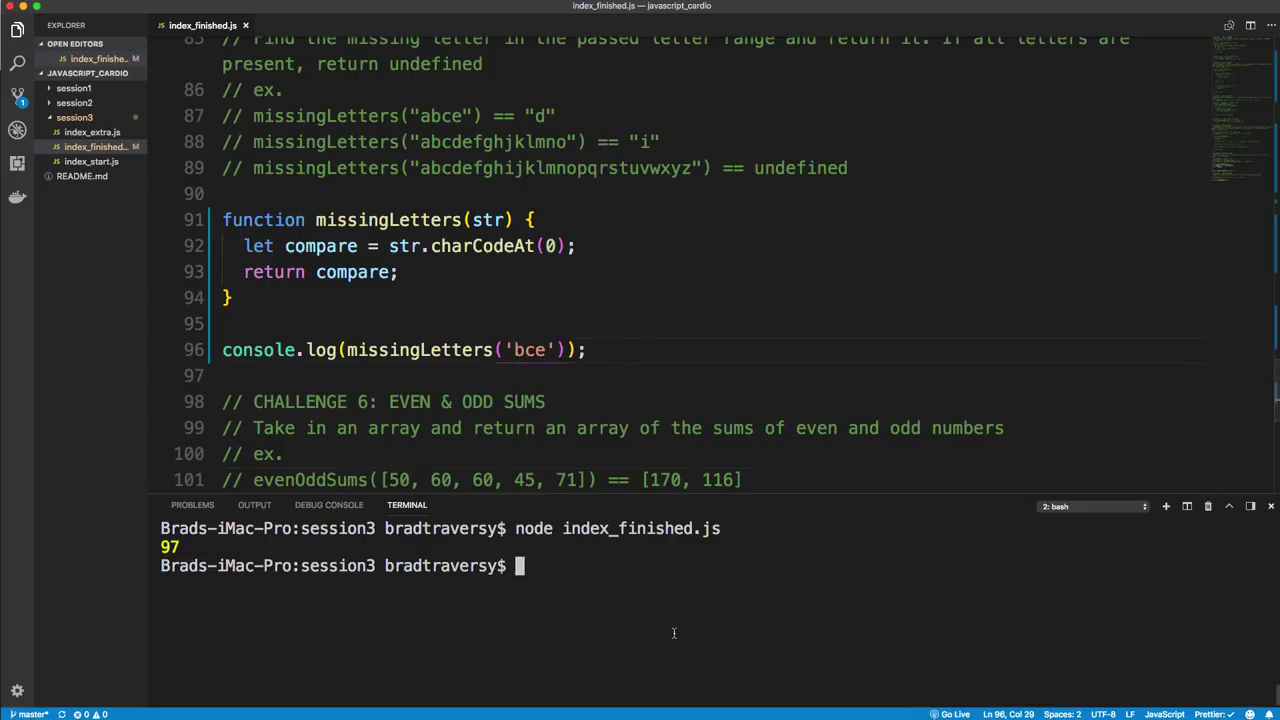 index_finished.js — javascript_cardio
EXPLORER
OPEN EDITORS
index_finishe.. M
JAVASCRIPT_CARDIO
session1
session2
session3
index_extra.js
index_finished... M
index_start.js
README.md
1
index_finished.js ×
85 // Find the missing letter in the passed letter range and return it. If all letters are
present, return undefined
86 // ex.
87 // missingLetters("abce") == "d"
88 // missingLetters("abcdefghjklmno") == "i"
89 // missingLetters("abcdefghijklmnopqrstuvwxyz") == undefined
90
91 function missingLetters(str) {
92 let compare = str.charCodeAt(0);
93 return compare;
94 }
95
96 console.log(missingLetters('bce'));
97
98 // CHALLENGE 6: EVEN & ODD SUMS
99 // Take in an array and return an array of the sums of even and odd numbers
100 // ex.
101 // evenOddSums([50, 60, 60, 45, 71]) == [170, 116]
PROBLEMS OUTPUT DEBUG CONSOLE TERMINAL 2: bash
Brads-iMac-Pro:session3 bradtraversy$ node index_finished.js
97
Brads-iMac-Pro:session3 bradtraversy$
master* 0 0 Go Live Ln 96, Col 29 Spaces: 2 UTF-8 LF JavaScript Prettier: ✓